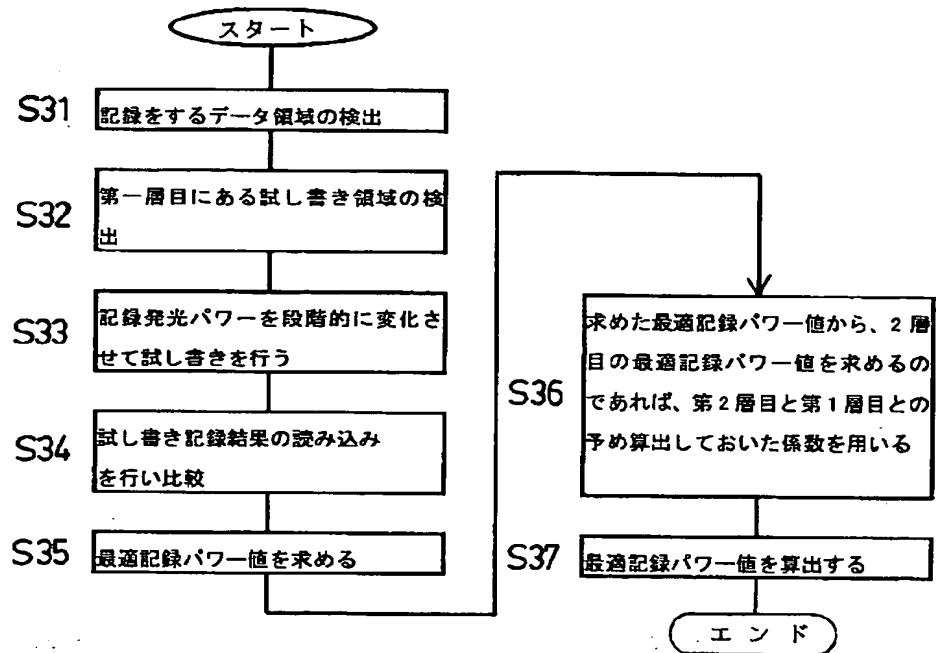 スタート
S31
記録をするデータ領域の検出
S32
第一層目にある試し書き領域の検
出
S33
記録発光パワーを段階的に変化さ
せて試し書きを行う
S34
試し書き記録結果の読み込み
を行い比較
S35
最適記録パワー値を求める
S36
求めた最適記録パワー値から、2層
目の最適記録パワー値を求めるの
であれば、第2層目と第1層目との
予め算出しておいた係数を用いる
S37
最適記録パワー値を算出する
エンド